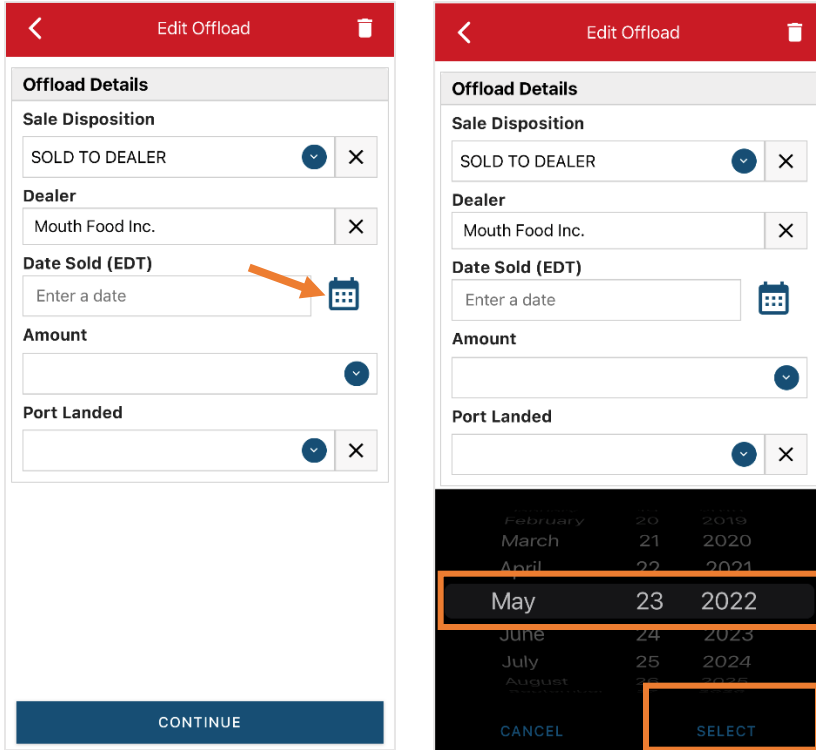 Edit Offload
Offload Details
Sale Disposition
SOLD TO DEALER
Dealer
Mouth Food Inc.
Date Sold (EDT)
Enter a date
Amount
Port Landed
CONTINUE
Edit Offload
Offload Details
Sale Disposition
SOLD TO DEALER
Dealer
Mouth Food Inc.
Date Sold (EDT)
Enter a date
Amount
Port Landed
February 20 2019
March 21 2020
April 22 2021
May 23 2022
June 24 2023
July 25 2024
August 26 2025
CANCEL SELECT